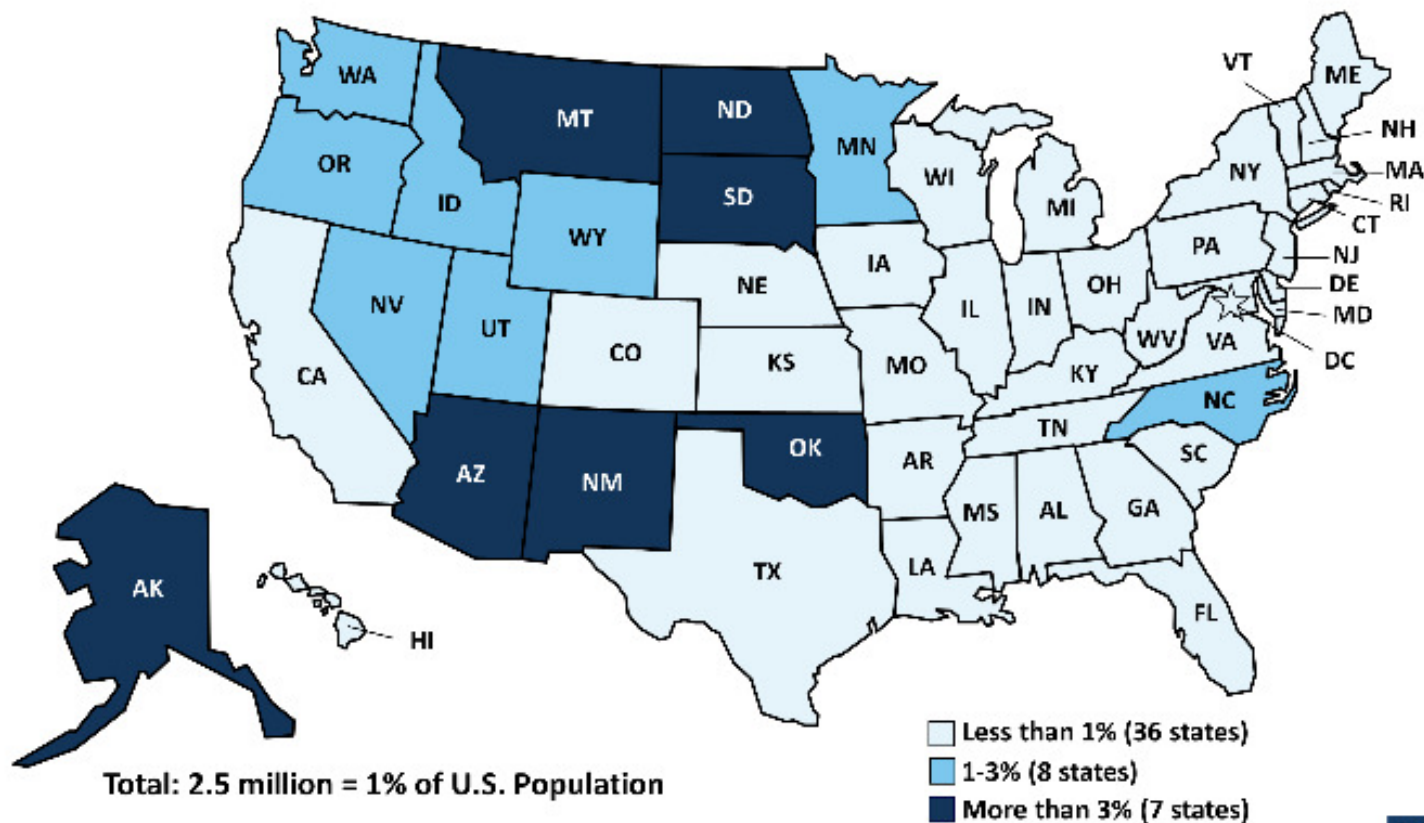 VT
ME
WA
MT
ND
MN
NH
OR
ID
SD
WI
MI
NY
MA
RI
CT
WY
IA
PA
NJ
NE
DE
NV
UT
IL
IN
OH
MD
CO
WV
VA
DC
CA
KS
MO
KY
NC
TN
AZ
NM
OK
AR
SC
MS
AL
GA
TX
LA
AK
FL
HI
Less than 1% (36 states)
Total: 2.5 million = 1% of U.S. Population
1-3% (8 states)
More than 3% (7 states)